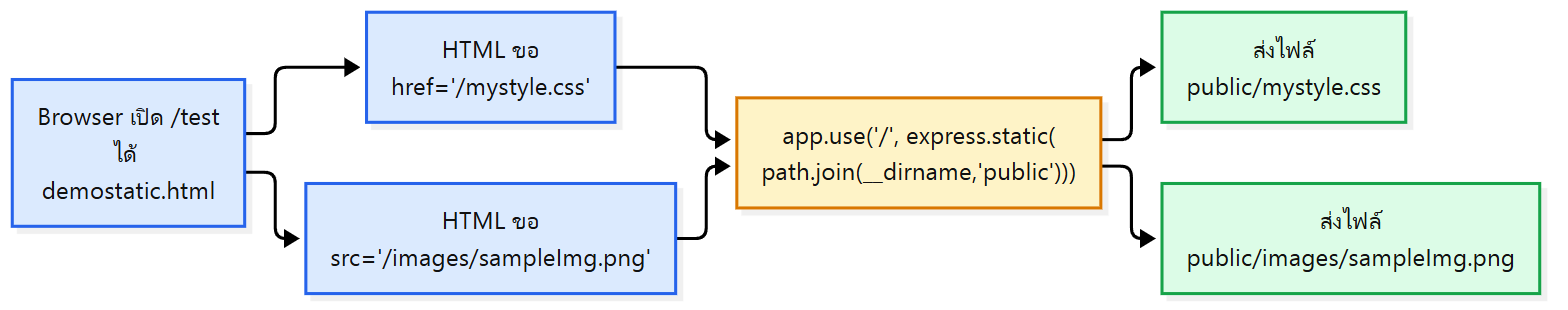 Browser เปิด /test
ได้
demostatic.html
HTML ขอ
href='/mystyle.css'
HTML ขอ
src='/images/sampleImg.png'
app.use('/', express.static(
path.join(__dirname,'public')))
ส่งไฟล์
public/mystyle.css
ส่งไฟล์
public/images/sampleImg.png